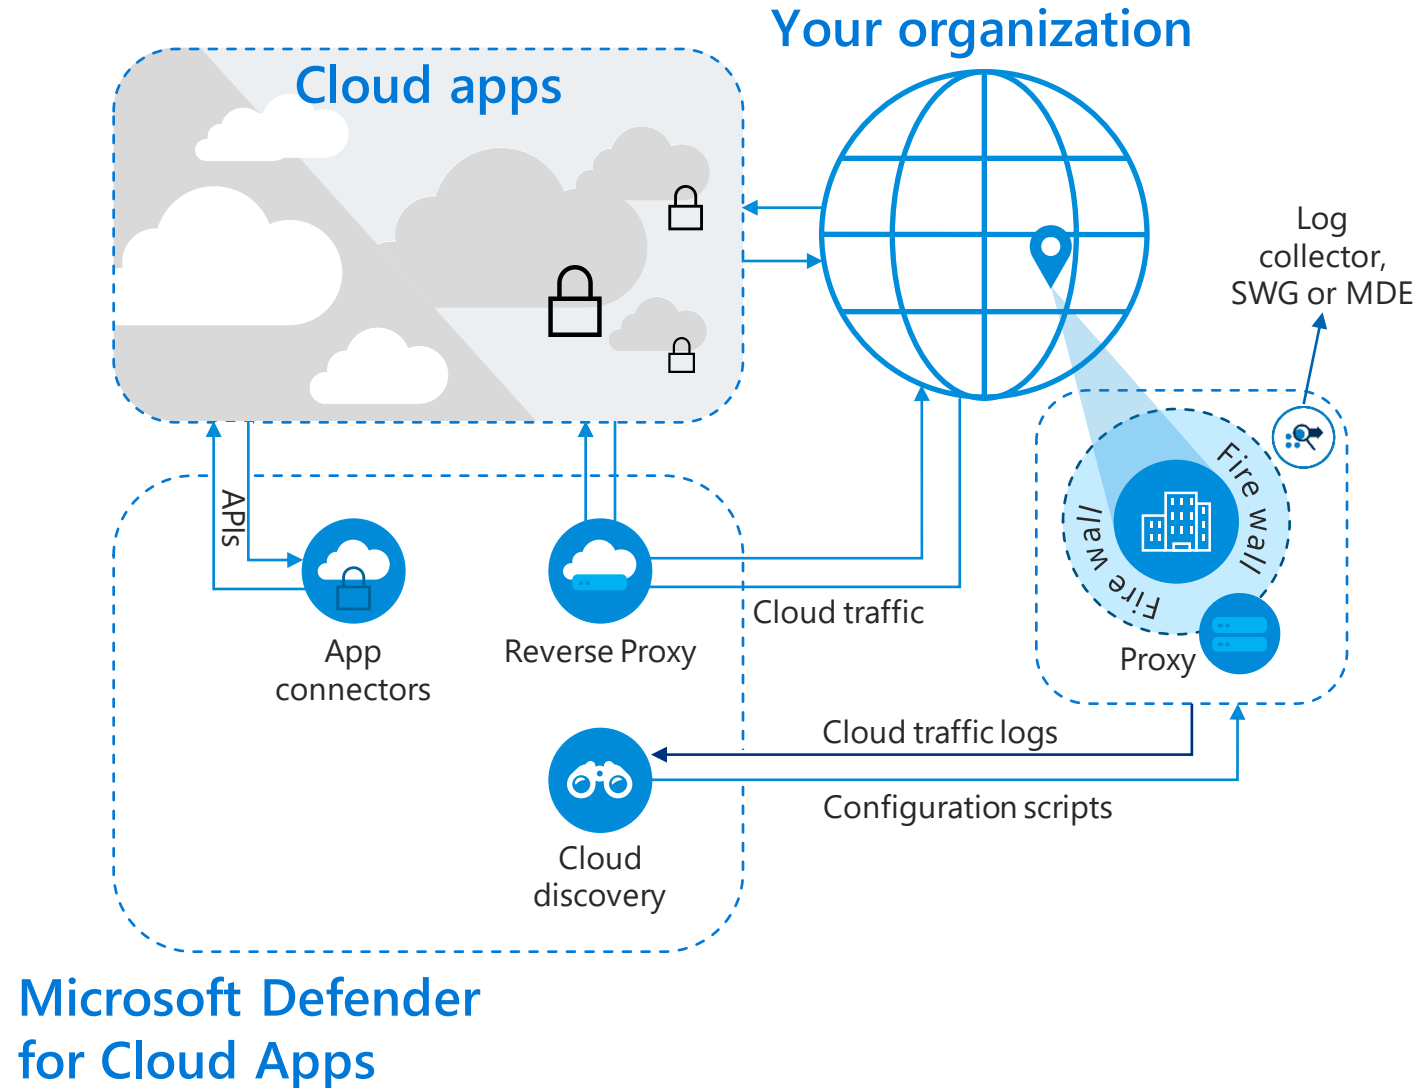 Your organization
Cloud apps
Log
collector,
SWG or MDE
APIs
Fire wall
Fire wall
App
connectors
Reverse Proxy
Cloud traffic
Proxy
Cloud traffic logs
Configuration scripts
Cloud
discovery
Microsoft Defender
for Cloud Apps